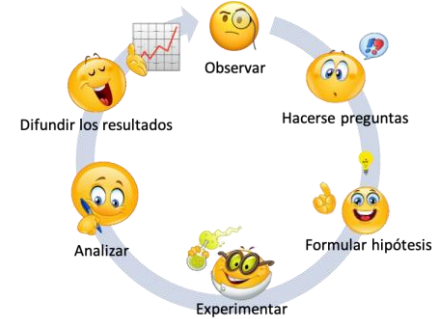 Observar
Hacerse preguntas
Formular hipótesis
Experimentar
Analizar
Difundir los resultados